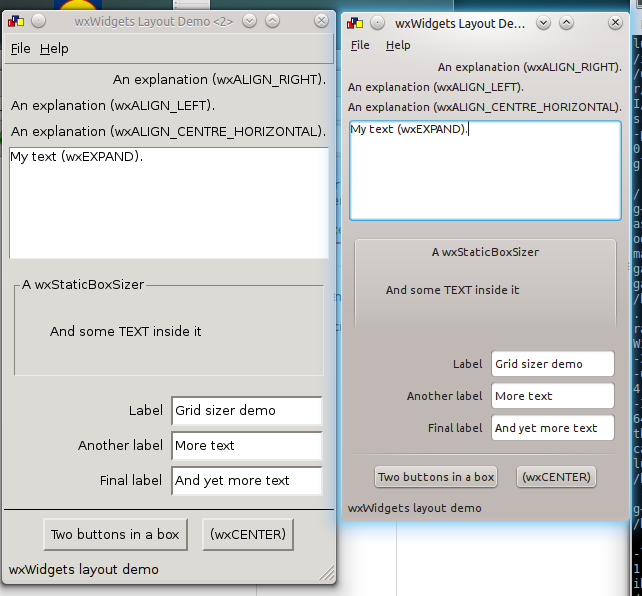 wxWidgets Layout Demo <2>
File Help
An explanation (wxALIGN_RIGHT).
An explanation (wxALIGN_LEFT).
An explanation (wxALIGN_CENTRE_HORIZONTAL).
My text (wxEXPAND).
A wxStaticBoxSizer
And some TEXT inside it
Label Grid sizer demo
Another label More text
Final label And yet more text
Two buttons in a box (wxCENTER)
wxWidgets layout demo
wxWidgets Layout De...
File Help
An explanation (wxALIGN_RIGHT).
An explanation (wxALIGN_LEFT).
An explanation (wxALIGN_CENTRE_HORIZONTAL).
My text (wxEXPAND).
A wxStaticBoxSizer
And some TEXT inside it
Label Grid sizer demo
Another label More text
Final label And yet more text
Two buttons in a box (wxCENTER)
wxWidgets layout demo